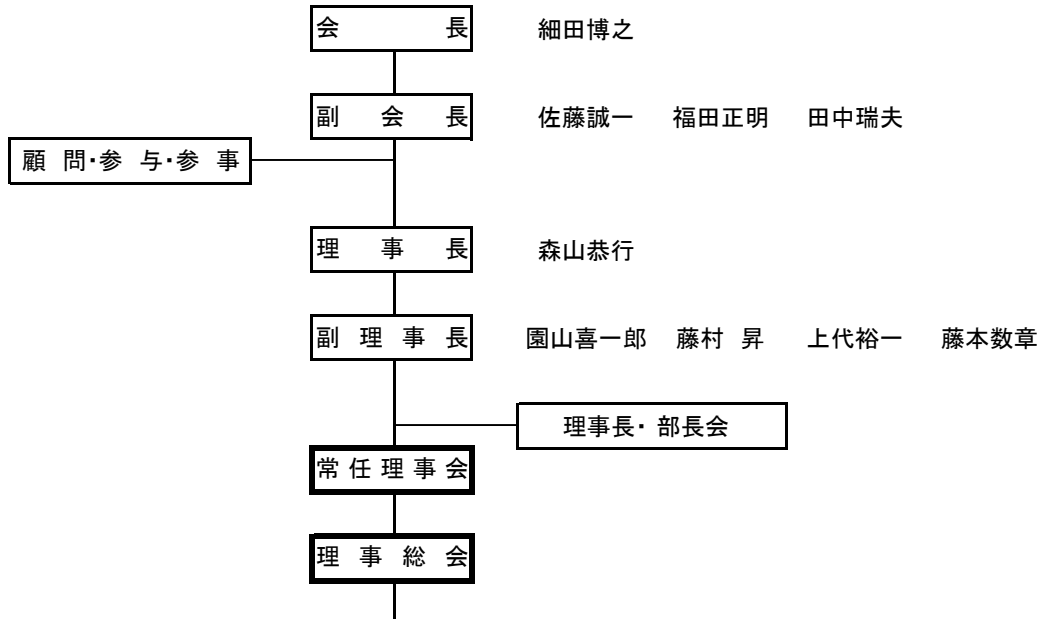 会長 細田博之
副会長 佐藤誠一 福田正明 田中瑞夫
顧問・参与・参事
理事長 森山恭行
副理事長 園山喜一郎 藤村 昇 上代裕一 藤本数章
理事長・部長会
常任理事会
理事総会